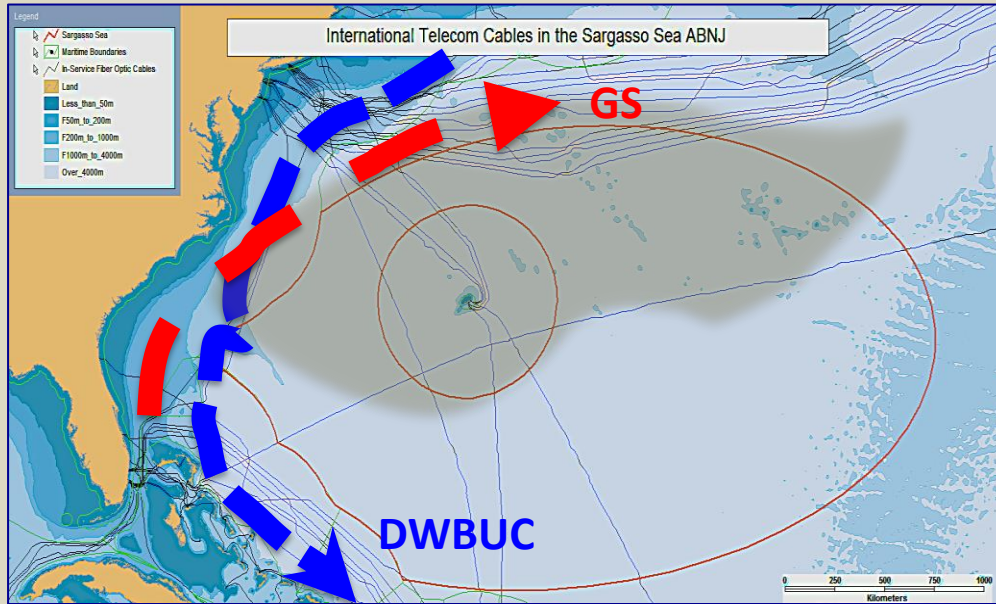 Legend
Sargasso Sea
Maritime Boundaries
In-Service Fiber Optic Cables
Land
Less_than_50m
F50m_to_200m
F200m_to_1000m
F1000m_to_4000m
Over_4000m
International Telecom Cables in the Sargasso Sea ABNJ
GS
DWBUC
0 250 500 750 1000
Kilometers